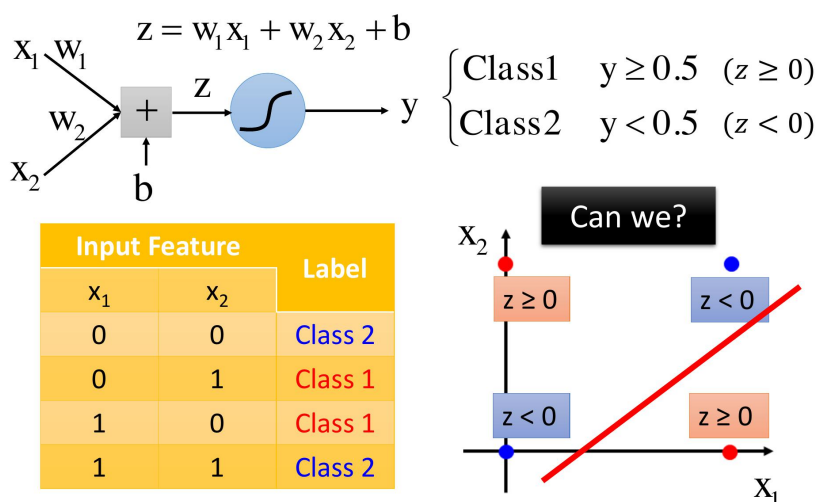 z = w₁x₁ + w₂x₂ + b
x₁ w₁
w₂
x₂
+
z
b
y
Class1 y ≥ 0.5 (z ≥ 0)
Class2 y < 0.5 (z < 0)
Input Feature Label
x₁ x₂
0 0 Class 2
0 1 Class 1
1 0 Class 1
1 1 Class 2
Can we?
x₂
z ≥ 0 z < 0
z < 0 z ≥ 0
x₁